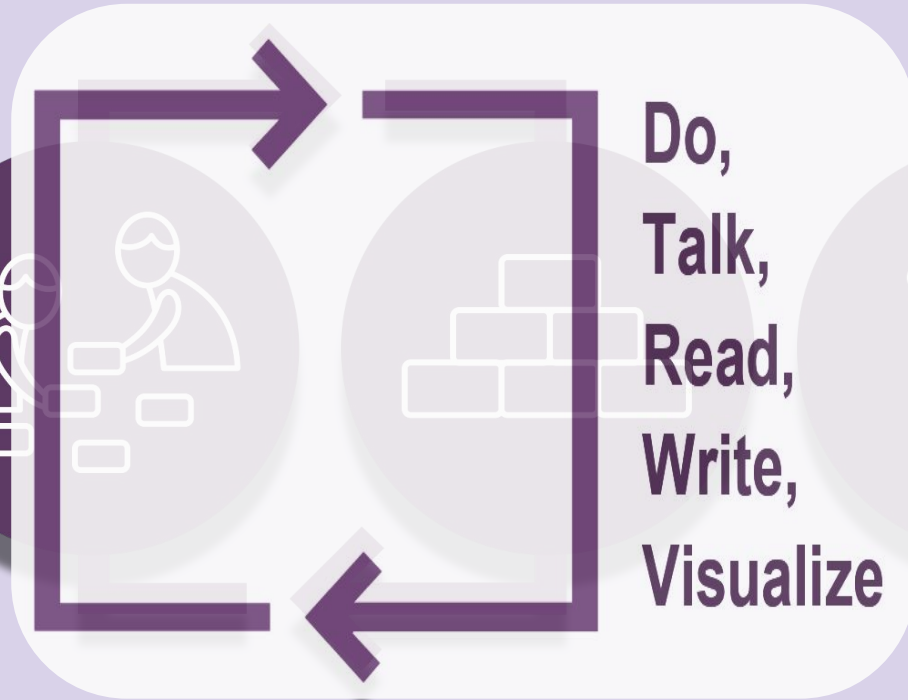 Do,
Talk,
Read,
Write,
Visualize